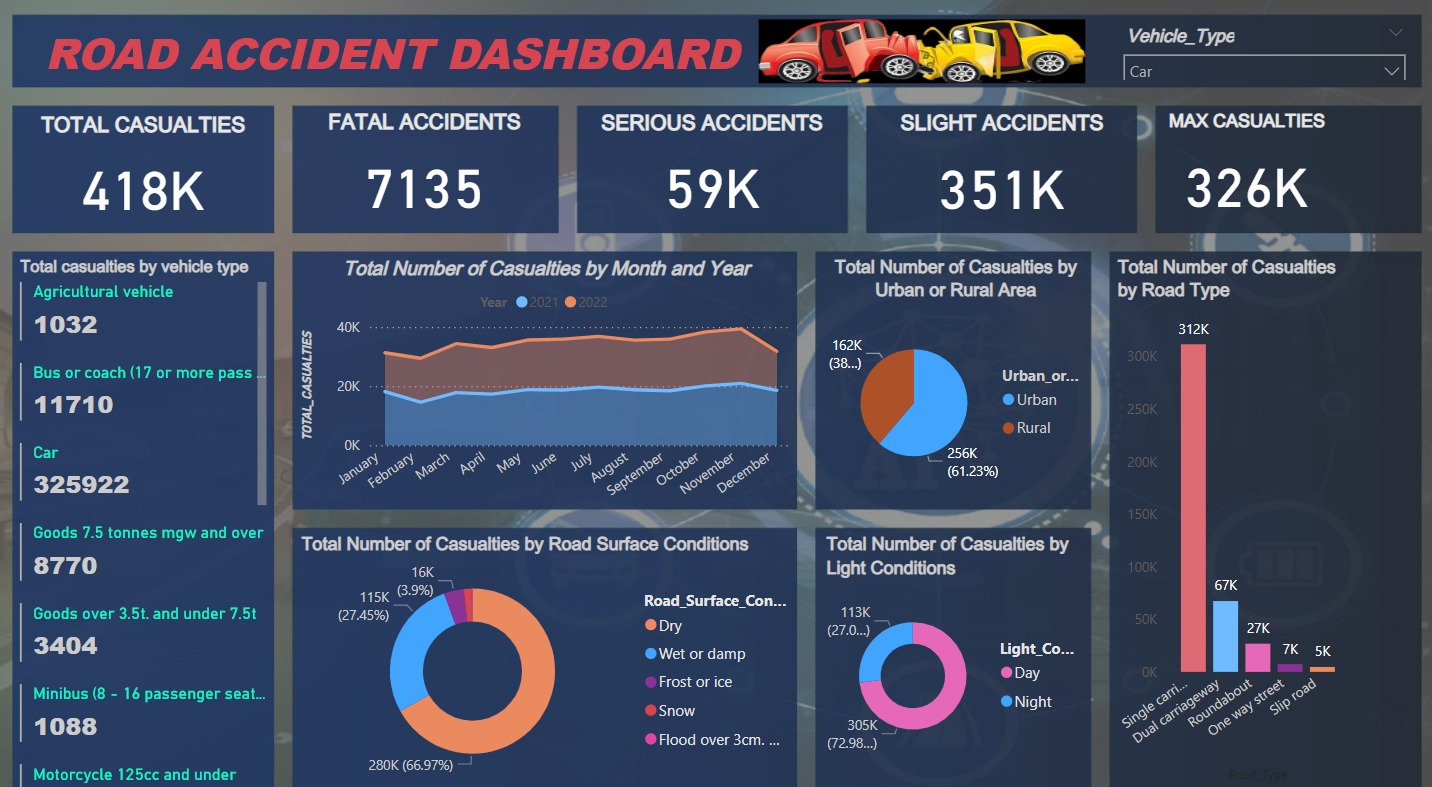 ROAD ACCIDENT DASHBOARD
Vehicle_Type
Car
TOTAL CASUALTIES
418K
FATAL ACCIDENTS
7135
SERIOUS ACCIDENTS
59K
SLIGHT ACCIDENTS
351K
MAX CASUALTIES
326K
Total casualties by vehicle type
Agricultural vehicle
1032
Bus or coach (17 or more pass ...
11710
Car
325922
Goods 7.5 tonnes mgw and over
8770
Goods over 3.5t. and under 7.5t
3404
Minibus (8 - 16 passenger seat...
1088
Motorcycle 125cc and under
Total Number of Casualties by Month and Year
Year 2021 2022
TOTAL_CASUALTIES
40K
20K
0K
January
February
March
April
May
June
July
August
September
October
November
December
Total Number of Casualties by
Urban or Rural Area
162K
(38...)
256K
(61.23%)
Urban_or...
Urban
Rural
Total Number of Casualties
by Road Type
300K
250K
200K
150K
100K
50K
0K
312K
67K
27K
7K
5K
Single carri...
Dual carriageway
Roundabout
One way street
Slip road
Road_Type
Total Number of Casualties by Road Surface Conditions
16K
(3.9%)
115K
(27.45%)
280K (66.97%)
Road_Surface_Con...
Dry
Wet or damp
Frost or ice
Snow
Flood over 3cm. ...
Total Number of Casualties by
Light Conditions
113K
(27.0...)
305K
(72.98...)
Light_Co...
Day
Night